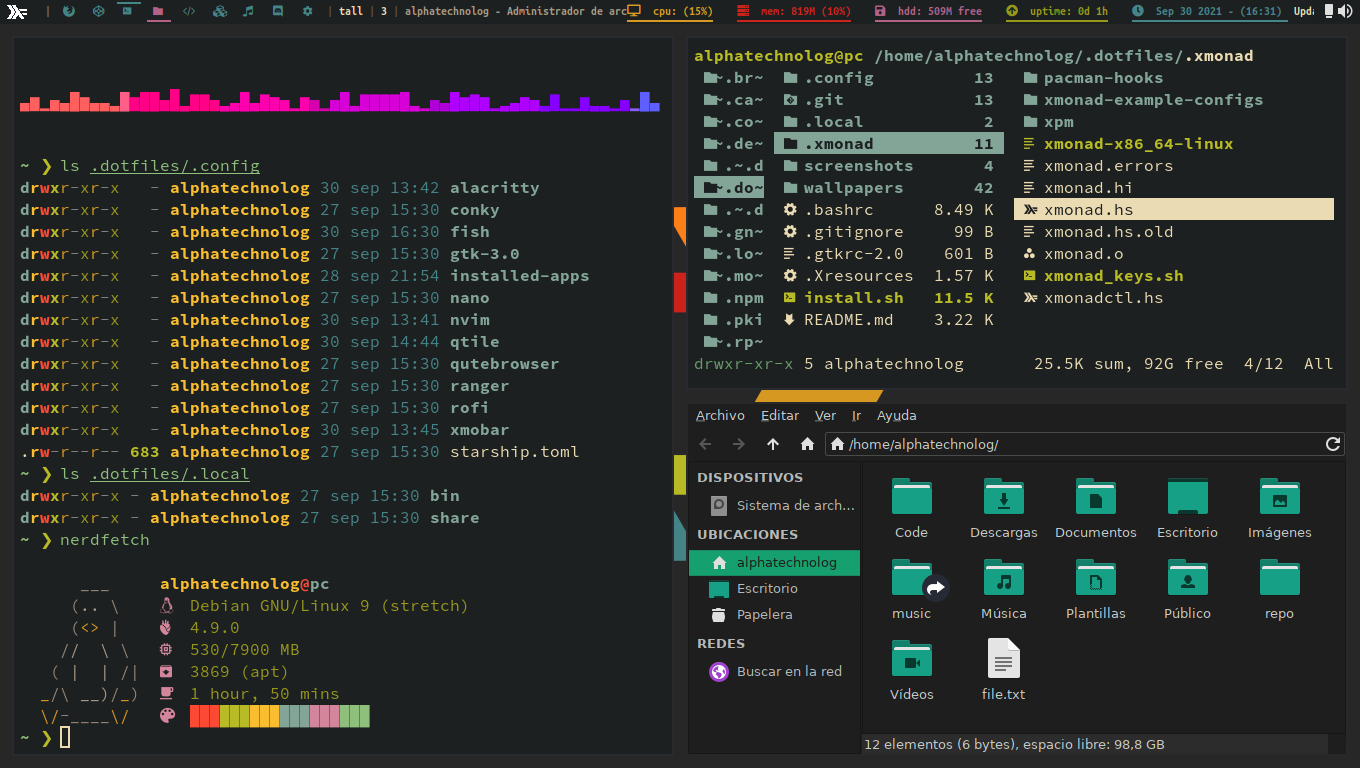 | tall | 3 | alphatechnolog - Administrador de arc cpu: (15%) mem: 819M (10%) hdd: 509M free uptime: 0d 1h Sep 30 2021 - (16:31) Upda
~ ❯ ls .dotfiles/.config
drwxr-xr-x - alphatechnolog 30 sep 13:42 alacritty
drwxr-xr-x - alphatechnolog 27 sep 15:30 conky
drwxr-xr-x - alphatechnolog 30 sep 16:30 fish
drwxr-xr-x - alphatechnolog 27 sep 15:30 gtk-3.0
drwxr-xr-x - alphatechnolog 28 sep 21:54 installed-apps
drwxr-xr-x - alphatechnolog 27 sep 15:30 nano
drwxr-xr-x - alphatechnolog 30 sep 13:41 nvim
drwxr-xr-x - alphatechnolog 30 sep 14:44 qtile
drwxr-xr-x - alphatechnolog 27 sep 15:30 qutebrowser
drwxr-xr-x - alphatechnolog 27 sep 15:30 ranger
drwxr-xr-x - alphatechnolog 27 sep 15:30 rofi
drwxr-xr-x - alphatechnolog 30 sep 13:45 xmobar
.rw-r--r-- 683 alphatechnolog 27 sep 15:30 starship.toml
~ ❯ ls .dotfiles/.local
drwxr-xr-x - alphatechnolog 27 sep 15:30 bin
drwxr-xr-x - alphatechnolog 27 sep 15:30 share
~ ❯ nerdfetch
alphatechnolog@pc
Debian GNU/Linux 9 (stretch)
4.9.0
530/7900 MB
3869 (apt)
1 hour, 50 mins
~ ❯
alphatechnolog@pc /home/alphatechnolog/.dotfiles/.xmonad
~.br~ .config 13 pacman-hooks
~.ca~ .git 13 xmonad-example-configs
~.co~ .local 2 xpm
~.de~ .xmonad 11 xmonad-x86_64-linux
.~.d screenshots 4 xmonad.errors
~.do~ wallpapers 42 xmonad.hi
.~.d .bashrc 8.49 K xmonad.hs
~.gn~ .gitignore 99 B xmonad.hs.old
~.lo~ .gtkrc-2.0 601 B xmonad.o
~.mo~ .Xresources 1.57 K xmonad_keys.sh
.npm install.sh 11.5 K xmonadctl.hs
.pki README.md 3.22 K
~.rp~
drwxr-xr-x 5 alphatechnolog 25.5K sum, 92G free 4/12 All
Archivo Editar Ver Ir Ayuda
/home/alphatechnolog/
DISPOSITIVOS
Sistema de arch...
UBICACIONES
alphatechnolog
Escritorio
Papelera
REDES
Buscar en la red
Code Descargas Documentos Escritorio Imágenes
music Música Plantillas Público repo
Vídeos file.txt
12 elementos (6 bytes), espacio libre: 98,8 GB